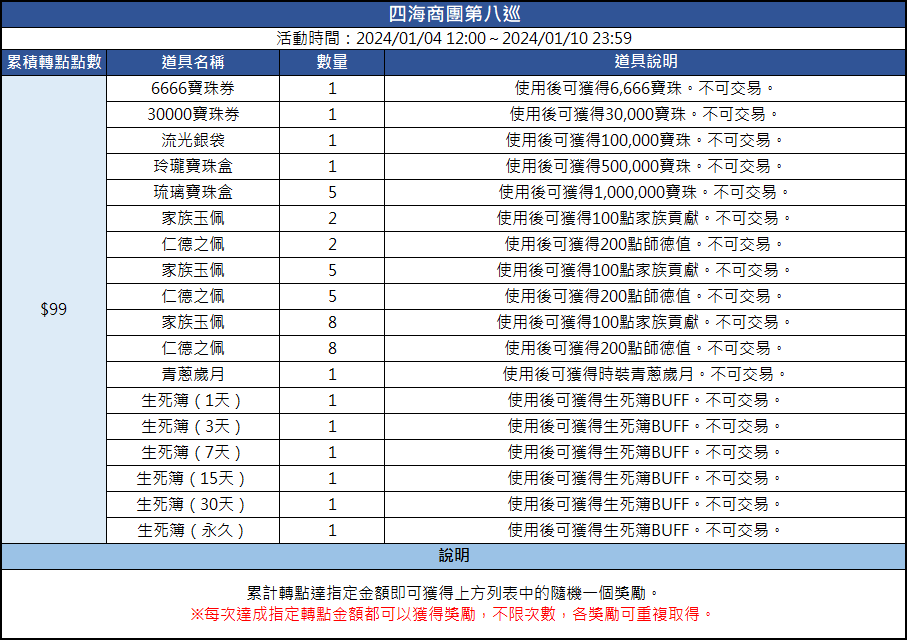 四海商團第八巡
活動時間：2024/01/04 12:00～2024/01/10 23:59
累積轉點點數 道具名稱 數量 道具說明
6666寶珠券 1 使用後可獲得6,666寶珠。不可交易。
30000寶珠券 1 使用後可獲得30,000寶珠。不可交易。
流光銀袋 1 使用後可獲得100,000寶珠。不可交易。
玲瓏寶珠盒 1 使用後可獲得500,000寶珠。不可交易。
琉璃寶珠盒 5 使用後可獲得1,000,000寶珠。不可交易。
家族玉佩 2 使用後可獲得100點家族貢獻。不可交易。
仁德之佩 2 使用後可獲得200點師德值。不可交易。
家族玉佩 5 使用後可獲得100點家族貢獻。不可交易。
仁德之佩 5 使用後可獲得200點師德值。不可交易。
$99
家族玉佩 8 使用後可獲得100點家族貢獻。不可交易。
仁德之佩 8 使用後可獲得200點師德值。不可交易。
青蔥歲月 1 使用後可獲得時裝青蔥歲月。不可交易。
生死簿（1天） 1 使用後可獲得生死簿BUFF。不可交易。
生死簿（3天） 1 使用後可獲得生死簿BUFF。不可交易。
生死簿（7天） 1 使用後可獲得生死簿BUFF。不可交易。
生死簿（15天） 1 使用後可獲得生死簿BUFF。不可交易。
生死簿（30天） 1 使用後可獲得生死簿BUFF。不可交易。
生死簿（永久） 1 使用後可獲得生死簿BUFF。不可交易。
說明
累計轉點達指定金額即可獲得上方列表中的隨機一個獎勵。
※每次達成指定轉點金額都可以獲得獎勵，不限次數，各獎勵可重複取得。